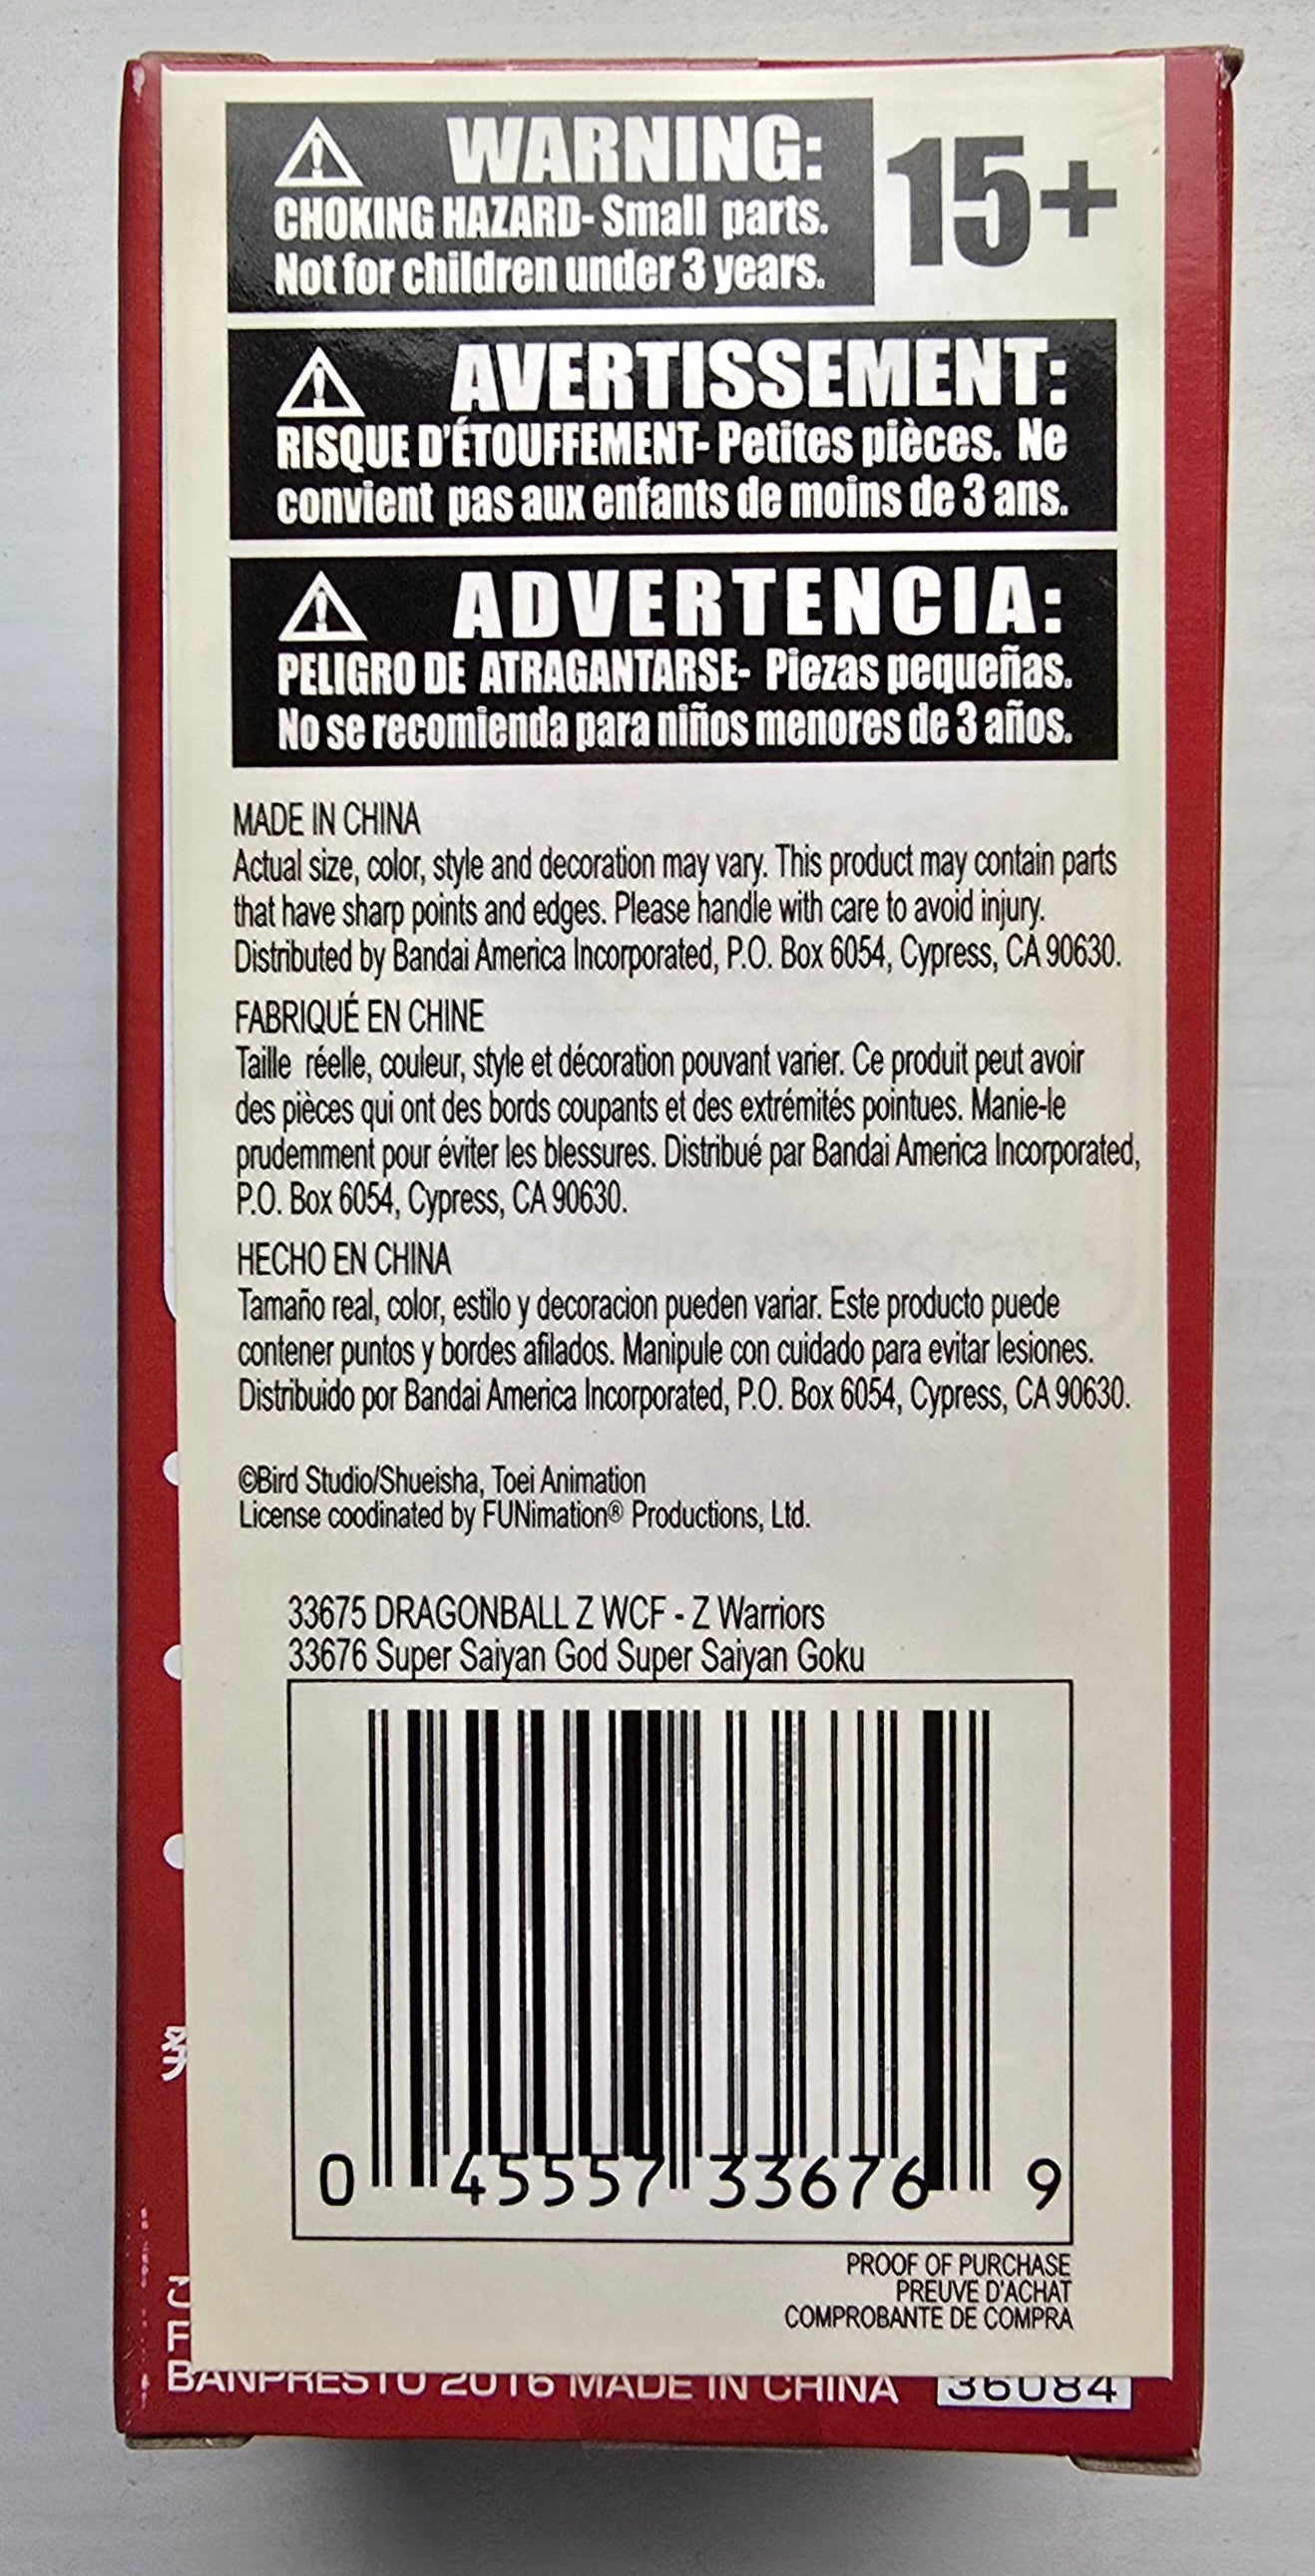 WARNING:
15+
CHOKING HAZARD- Small parts.
Not for children under 3 years.
AVERTISSEMENT:
RISQUE D'ÉTOUFFEMENT- Petites pièces. Ne
convient pas aux enfants de moins de 3 ans.
ADVERTENCIA:
PELIGRO DE ATRAGANTARSE- Piezas pequeñas.
No se recomienda para niños menores de 3 años.
MADE IN CHINA
Actual size, color, style and decoration may vary. This product may contain parts
that have sharp points and edges. Please handle with care to avoid injury.
Distributed by Bandai America Incorporated, P.O. Box 6054, Cypress, CA 90630.
FABRIQUÉ EN CHINE
Taille réelle, couleur, style et décoration pouvant varier. Ce produit peut avoir
des pièces qui ont des bords coupants et des extrémités pointues. Manie-le
prudemment pour éviter les blessures. Distribué par Bandai America Incorporated,
P.O. Box 6054, Cypress, CA 90630.
HECHO EN CHINA
Tamaño real, color, estilo y decoracion pueden variar. Este producto puede
contener puntos y bordes afilados. Manipule con cuidado para evitar lesiones.
Distribuido por Bandai America Incorporated, P.O. Box 6054, Cypress, CA 90630.
©Bird Studio/Shueisha, Toei Animation
License coodinated by FUNimation® Productions, Ltd.
33675 DRAGONBALL Z WCF - Z Warriors
33676 Super Saiyan God Super Saiyan Goku
0 45557 33676 9
PROOF OF PURCHASE
PREUVE D'ACHAT
COMPROBANTE DE COMPRA
BANPRESTO 2016 MADE IN CHINA 36084